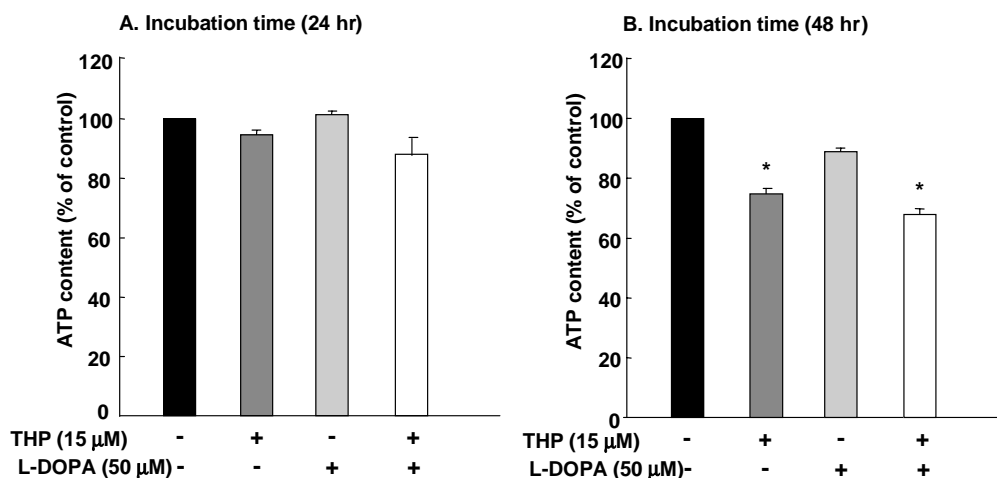 A. Incubation time (24 hr)
ATP content (% of control)
120
100
80
60
40
20
0
THP (15 μM) - + - +
L-DOPA (50 μM) - - + +
B. Incubation time (48 hr)
ATP content (% of control)
120
100
80
60
40
20
0
* *
THP (15 μM) - + - +
L-DOPA (50 μM) - - + +